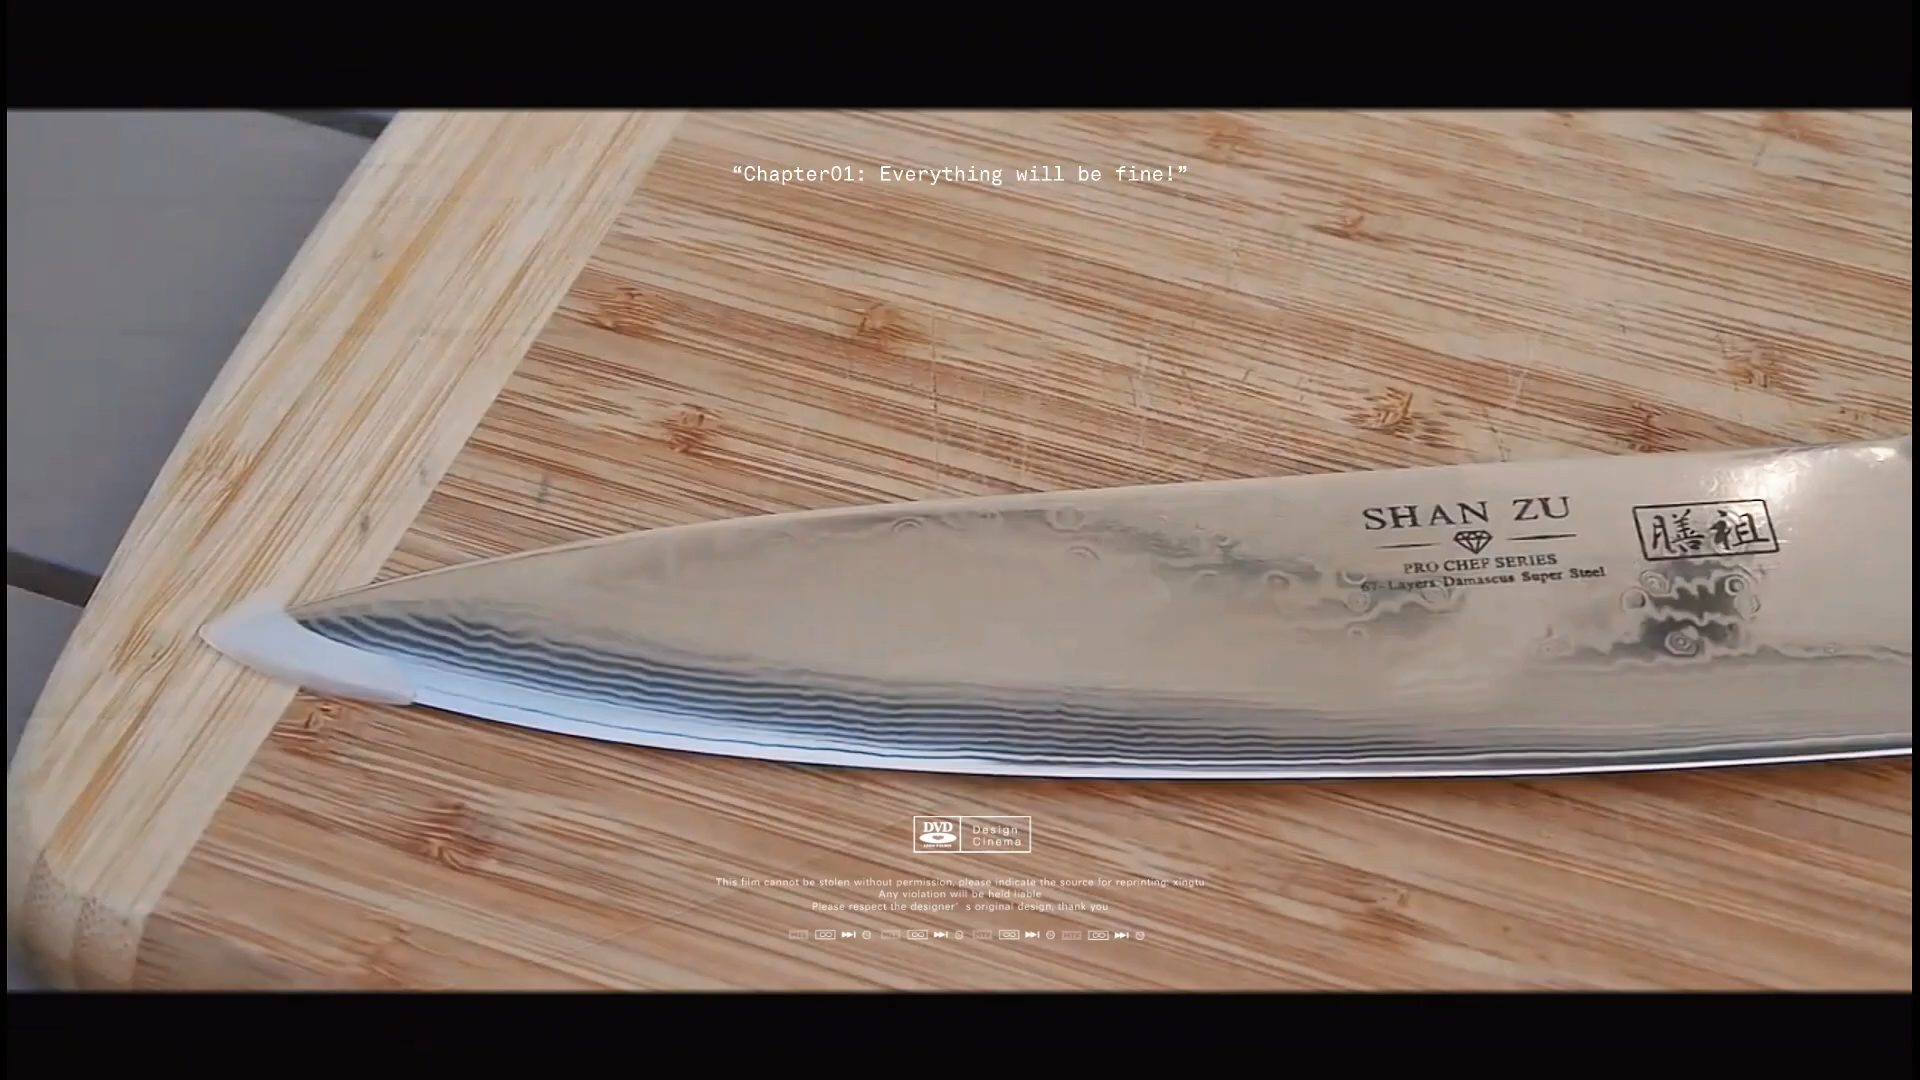 “Chapter01: Everything will be fine!”
SHAN ZU
膳祖
PRO CHEF SERIES
67-Layers Damascus Super Steel
DVD
Design
Cinema
This film cannot be stolen without permission, please indicate the source for reprinting: xingtu
Any violation will be held liable
Please respect the designer’s original design, thank you